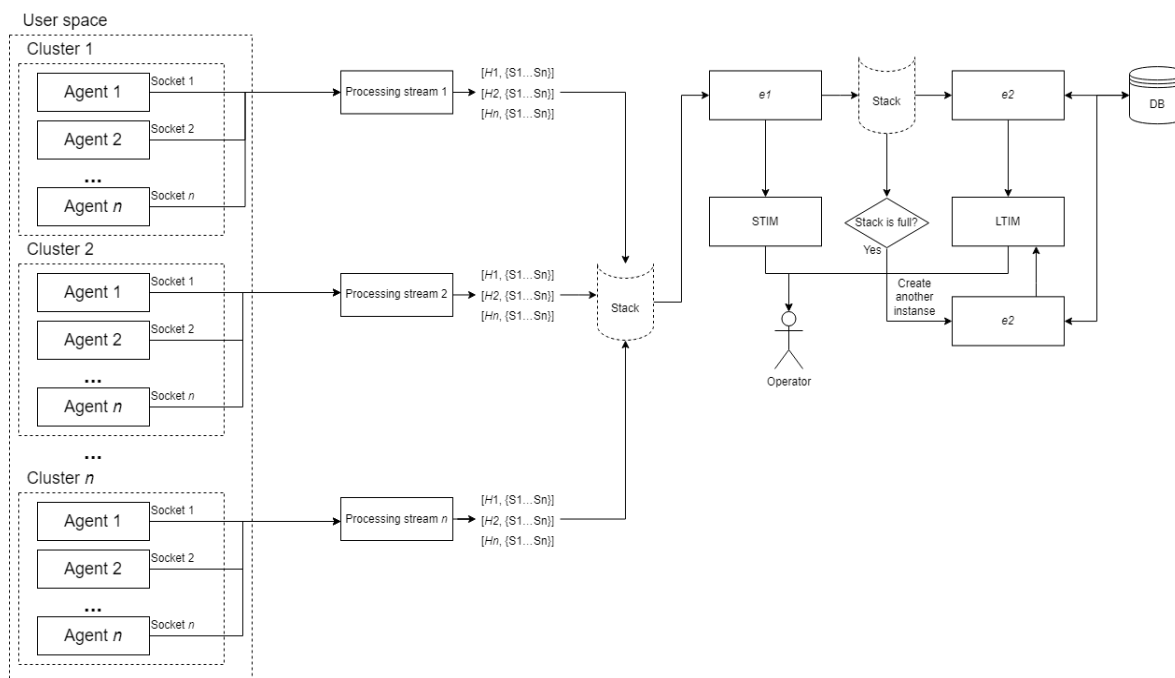 User space
Cluster 1
Agent 1
Socket 1
Agent 2
Socket 2
...
Agent n
Socket n
Processing stream 1
[H1, {S1...Sn}]
[H2, {S1...Sn}]
[Hn, {S1...Sn}]
Cluster 2
Agent 1
Socket 1
Agent 2
Socket 2
...
Agent n
Socket n
Processing stream 2
[H1, {S1...Sn}]
[H2, {S1...Sn}]
[Hn, {S1...Sn}]
...
Cluster n
Agent 1
Socket 1
Agent 2
Socket 2
...
Agent n
Socket n
Processing stream n
[H1, {S1...Sn}]
[H2, {S1...Sn}]
[Hn, {S1...Sn}]
Stack
e1
Stack
e2
DB
STIM
Stack is full?
LTIM
Yes
Create
another
instanse
e2
Operator